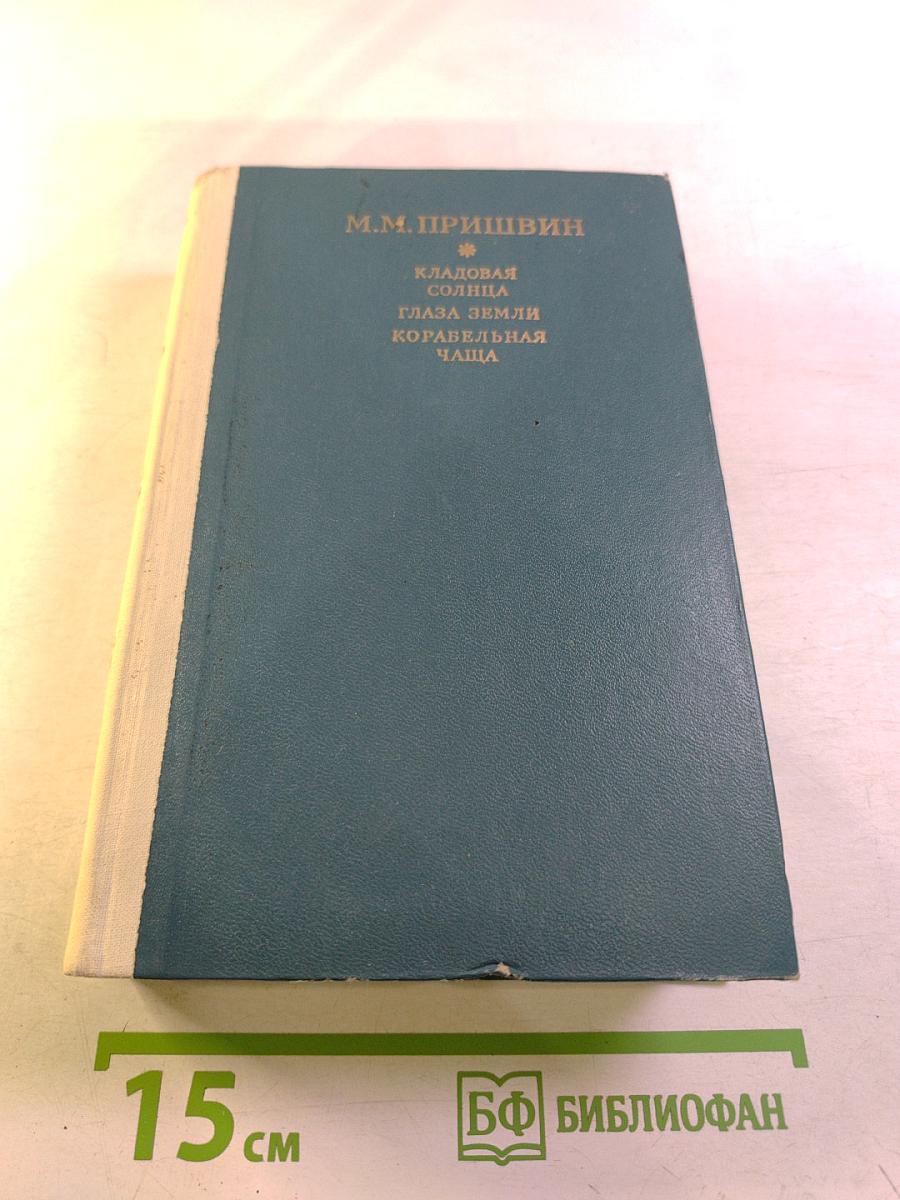 М.М.ПРИШВИН
КЛАДОВАЯ
СОЛНЦА
ГЛАЗА ЗЕМЛИ
КОРАБЕЛЬНАЯ
ЧАЩА
15 см
БФ БИБЛИОФАН